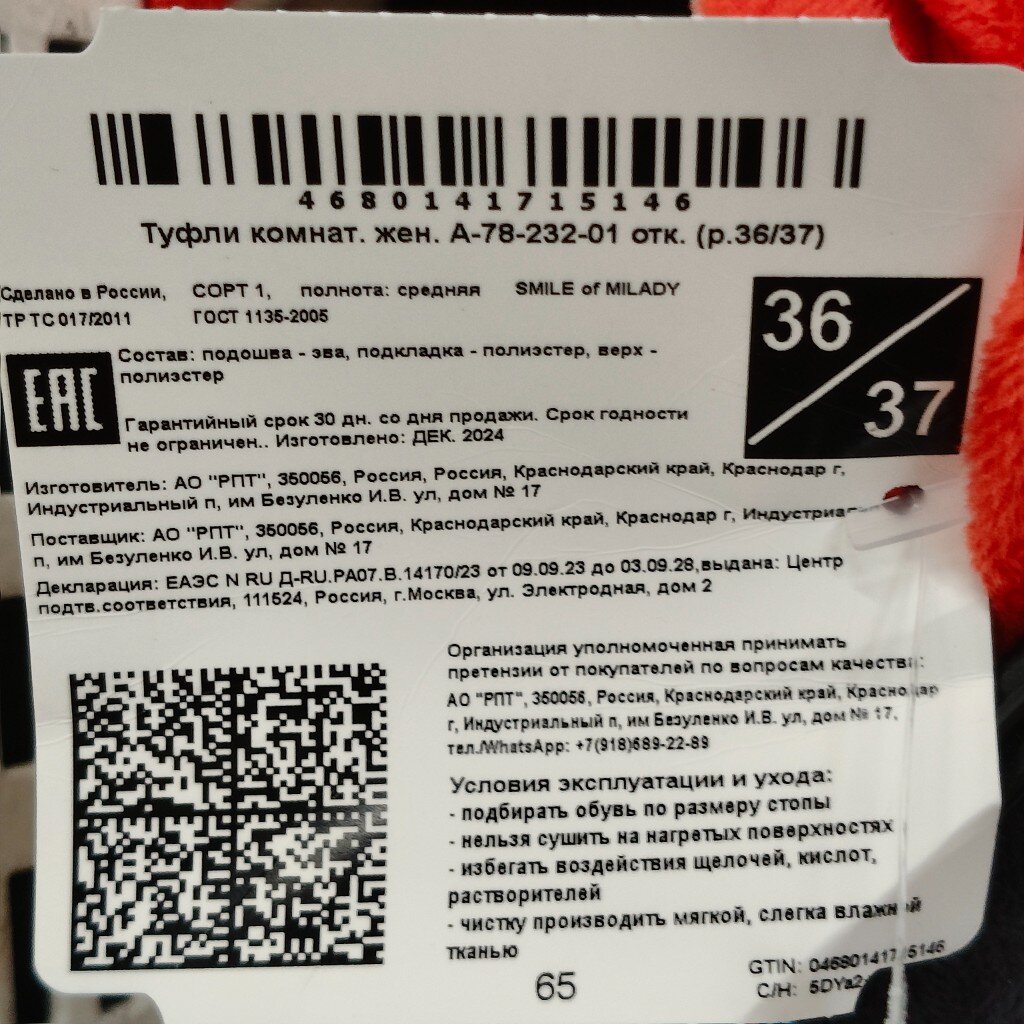 4680141715146
Туфли комнат. жен. А-78-232-01 отк. (р.36/37)
Сделано в России, СОРТ 1, полнота: средняя SMILE of MILADY
ТР ТС 017/2011 ГОСТ 1135-2005
36
37
EAC
Состав: подошва - эва, подкладка - полиэстер, верх -
полиэстер
Гарантийный срок 30 дн. со дня продажи. Срок годности
не ограничен.. Изготовлено: ДЕК. 2024
Изготовитель: АО "РПТ", 350056, Россия, Россия, Краснодарский край, Краснодар г,
Индустриальный п, им Безуленко И.В. ул, дом № 17
Поставщик: АО "РПТ", 350056, Россия, Краснодарский край, Краснодар г,
п, им Безуленко И.В. ул, дом № 17
Декларация: ЕАЭС N RU Д-RU.РА07.В.14170/23 от 09.09.23 до 03.09.28,выдана: Центр
подтв.соответствия, 111524, Россия, г.Москва, ул. Электродная, дом 2
Организация уполномоченная принимать
претензии от покупателей по вопросам качества:
АО "РПТ", 350056, Россия, Краснодарский край, Краснодар
г, Индустриальный п, им Безуленко И.В. ул, дом № 17,
тел./WhatsApp: +7(918)689-22-89
Условия эксплуатации и ухода:
- подбирать обувь по размеру стопы
- нельзя сушить на нагретых поверхностях
- избегать воздействия щелочей, кислот,
растворителей
- чистку производить мягкой, слегка влажной
тканью
65
GTIN: 04680141715146
С/Н: 5DYa2